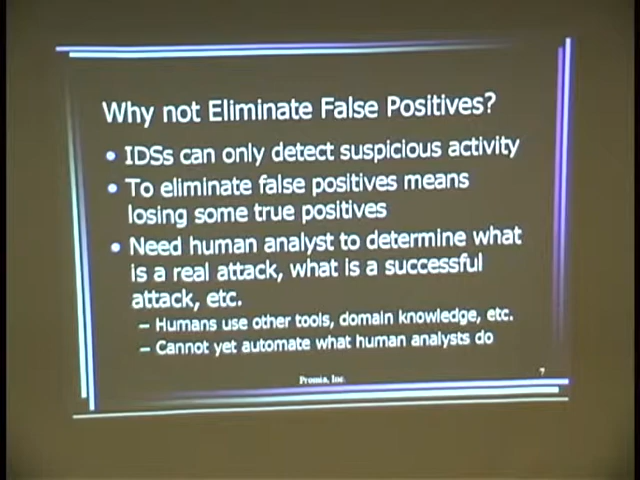 Why not Eliminate False Positives?
• IDSs can only detect suspicious activity
• To eliminate false positives means
losing some true positives
• Need human analyst to determine what
is a real attack, what is a successful
attack, etc.
– Humans use other tools, domain knowledge, etc.
– Cannot yet automate what human analysts do
Promia, Inc.
7